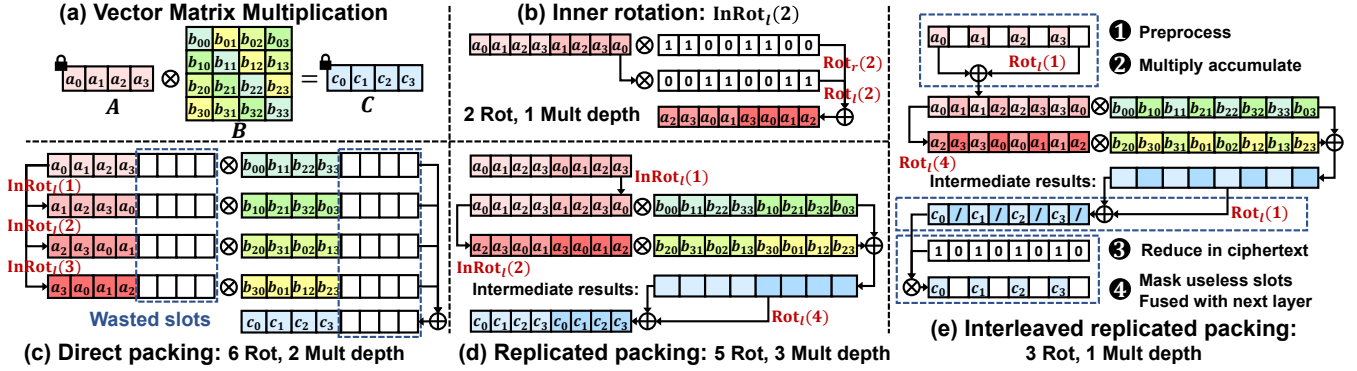 (a) Vector Matrix Multiplication
a₀ a₁ a₂ a₃ ⊗
b₀₀ b₀₁ b₀₂ b₀₃
b₁₀ b₁₁ b₁₂ b₁₃
b₂₀ b₂₁ b₂₂ b₂₃
b₃₀ b₃₁ b₃₂ b₃₃
= c₀ c₁ c₂ c₃
A
B
C
(b) Inner rotation: InRotₗ(2)
a₀ a₁ a₂ a₃ a₁ a₂ a₃ a₀ ⊗ 1 1 0 0 1 1 0 0
Rotᵣ(2)
⊗ 0 0 1 1 0 0 1 1
Rotₗ(2)
2 Rot, 1 Mult depth
a₂ a₃ a₀ a₁ a₃ a₀ a₁ a₂ ⊕
(c) Direct packing: 6 Rot, 2 Mult depth
a₀ a₁ a₂ a₃ ⊗ b₀₀ b₁₁ b₂₂ b₃₃
InRotₗ(1)
a₁ a₂ a₃ a₀ ⊗ b₁₀ b₂₁ b₃₂ b₀₃
InRotₗ(2)
a₂ a₃ a₀ a₁ ⊗ b₂₀ b₃₁ b₀₂ b₁₃
InRotₗ(3)
a₃ a₀ a₁ a₂ ⊗ b₃₀ b₀₁ b₁₂ b₂₃
Wasted slots
c₀ c₁ c₂ c₃ ⊕
(d) Replicated packing: 5 Rot, 3 Mult depth
a₀ a₁ a₂ a₃ a₀ a₁ a₂ a₃
InRotₗ(1)
a₀ a₁ a₂ a₃ a₁ a₂ a₃ a₀ ⊗ b₀₀ b₁₁ b₂₂ b₃₃ b₁₀ b₂₁ b₃₂ b₀₃
a₂ a₃ a₀ a₁ a₃ a₀ a₁ a₂ ⊗ b₂₀ b₃₁ b₀₂ b₁₃ b₃₀ b₀₁ b₁₂ b₂₃ ⊕
InRotₗ(2)
Intermediate results:
Rotₗ(4)
c₀ c₁ c₂ c₃ c₀ c₁ c₂ c₃ ⊕
a₀ a₁ a₂ a₃
Rotₗ(1)
⊕
❶ Preprocess
❷ Multiply accumulate
a₀ a₁ a₁ a₂ a₂ a₃ a₃ a₀ ⊗ b₀₀ b₁₀ b₁₁ b₂₁ b₂₂ b₃₂ b₃₃ b₀₃
a₂ a₃ a₃ a₀ a₀ a₁ a₁ a₂ ⊗ b₂₀ b₃₀ b₃₁ b₀₁ b₀₂ b₁₂ b₁₃ b₂₃ ⊕
Rotₗ(4)
Intermediate results:
c₀ / c₁ / c₂ / c₃ / ⊕
Rotₗ(1)
1 0 1 0 1 0 1 0
❸ Reduce in ciphertext
⊗ c₀ c₁ c₂ c₃
❹ Mask useless slots
Fused with next layer
(e) Interleaved replicated packing:
3 Rot, 1 Mult depth